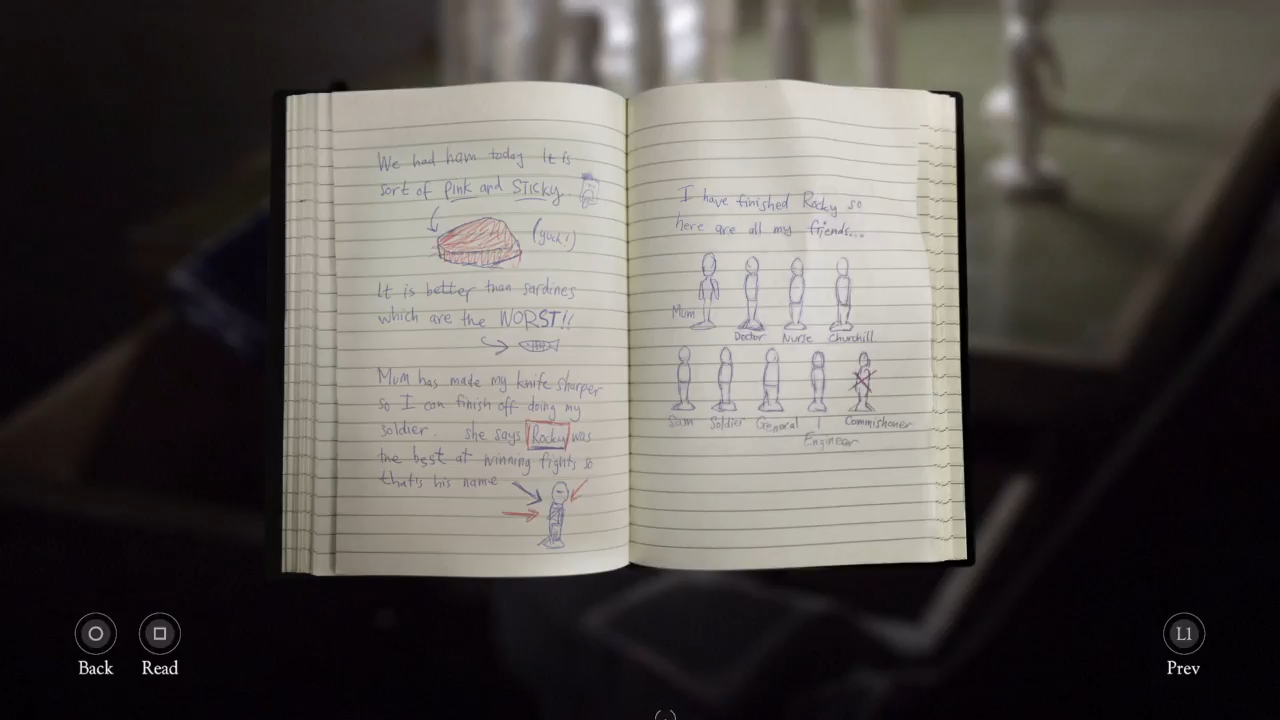 We had ham today It is
sort of Pink and STICKY.
(yuck!)
It is better than sardines
which are the WORST!!
Mum has made my knife sharper
so I can finish off doing my
soldier. she says Rocky was
the best at winning fights so
that's his name
I have finished Rocky so
here are all my friends...
Mum
Doctor Nurse Churchill
Sam Soldier General Commishoner
Engineer
Back Read
L1
Prev